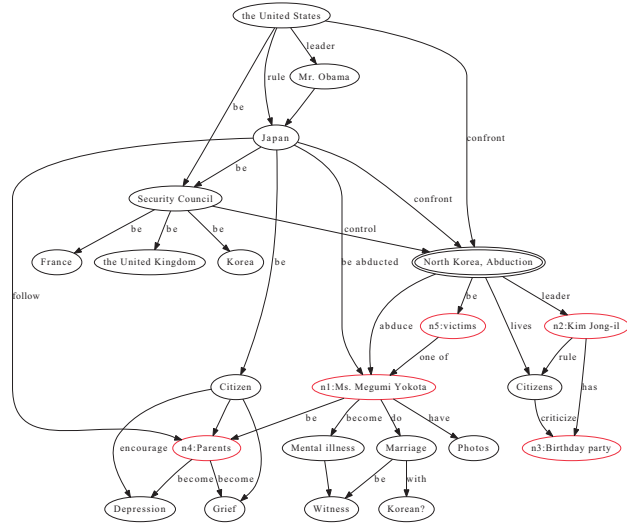 the United States
leader
Mr. Obama
rule
be
confront
Japan
be
confront
Security Council
be
be
be
control
France
the United Kingdom
Korea
be
be abducted
North Korea, Abduction
follow
be
leader
abduce
n5:victims
lives
n2:Kim Jong-il
one of
rule
has
Citizen
n1:Ms. Megumi Yokota
Citizens
be
become
do
have
criticize
encourage
n4:Parents
Mental illness
Marriage
Photos
n3:Birthday party
become
become
be
with
Depression
Grief
Witness
Korean?